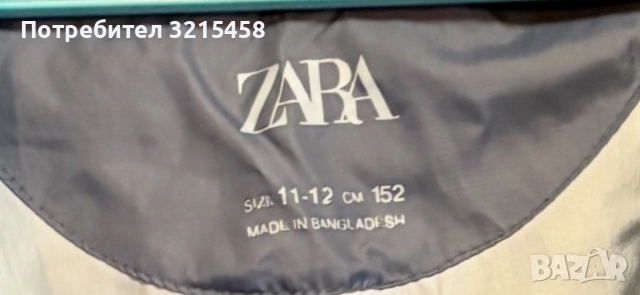 Потребител 3215458
ZARA
SIZE 11-12 CM 152
MADE IN BANGLADESH
BAZAR